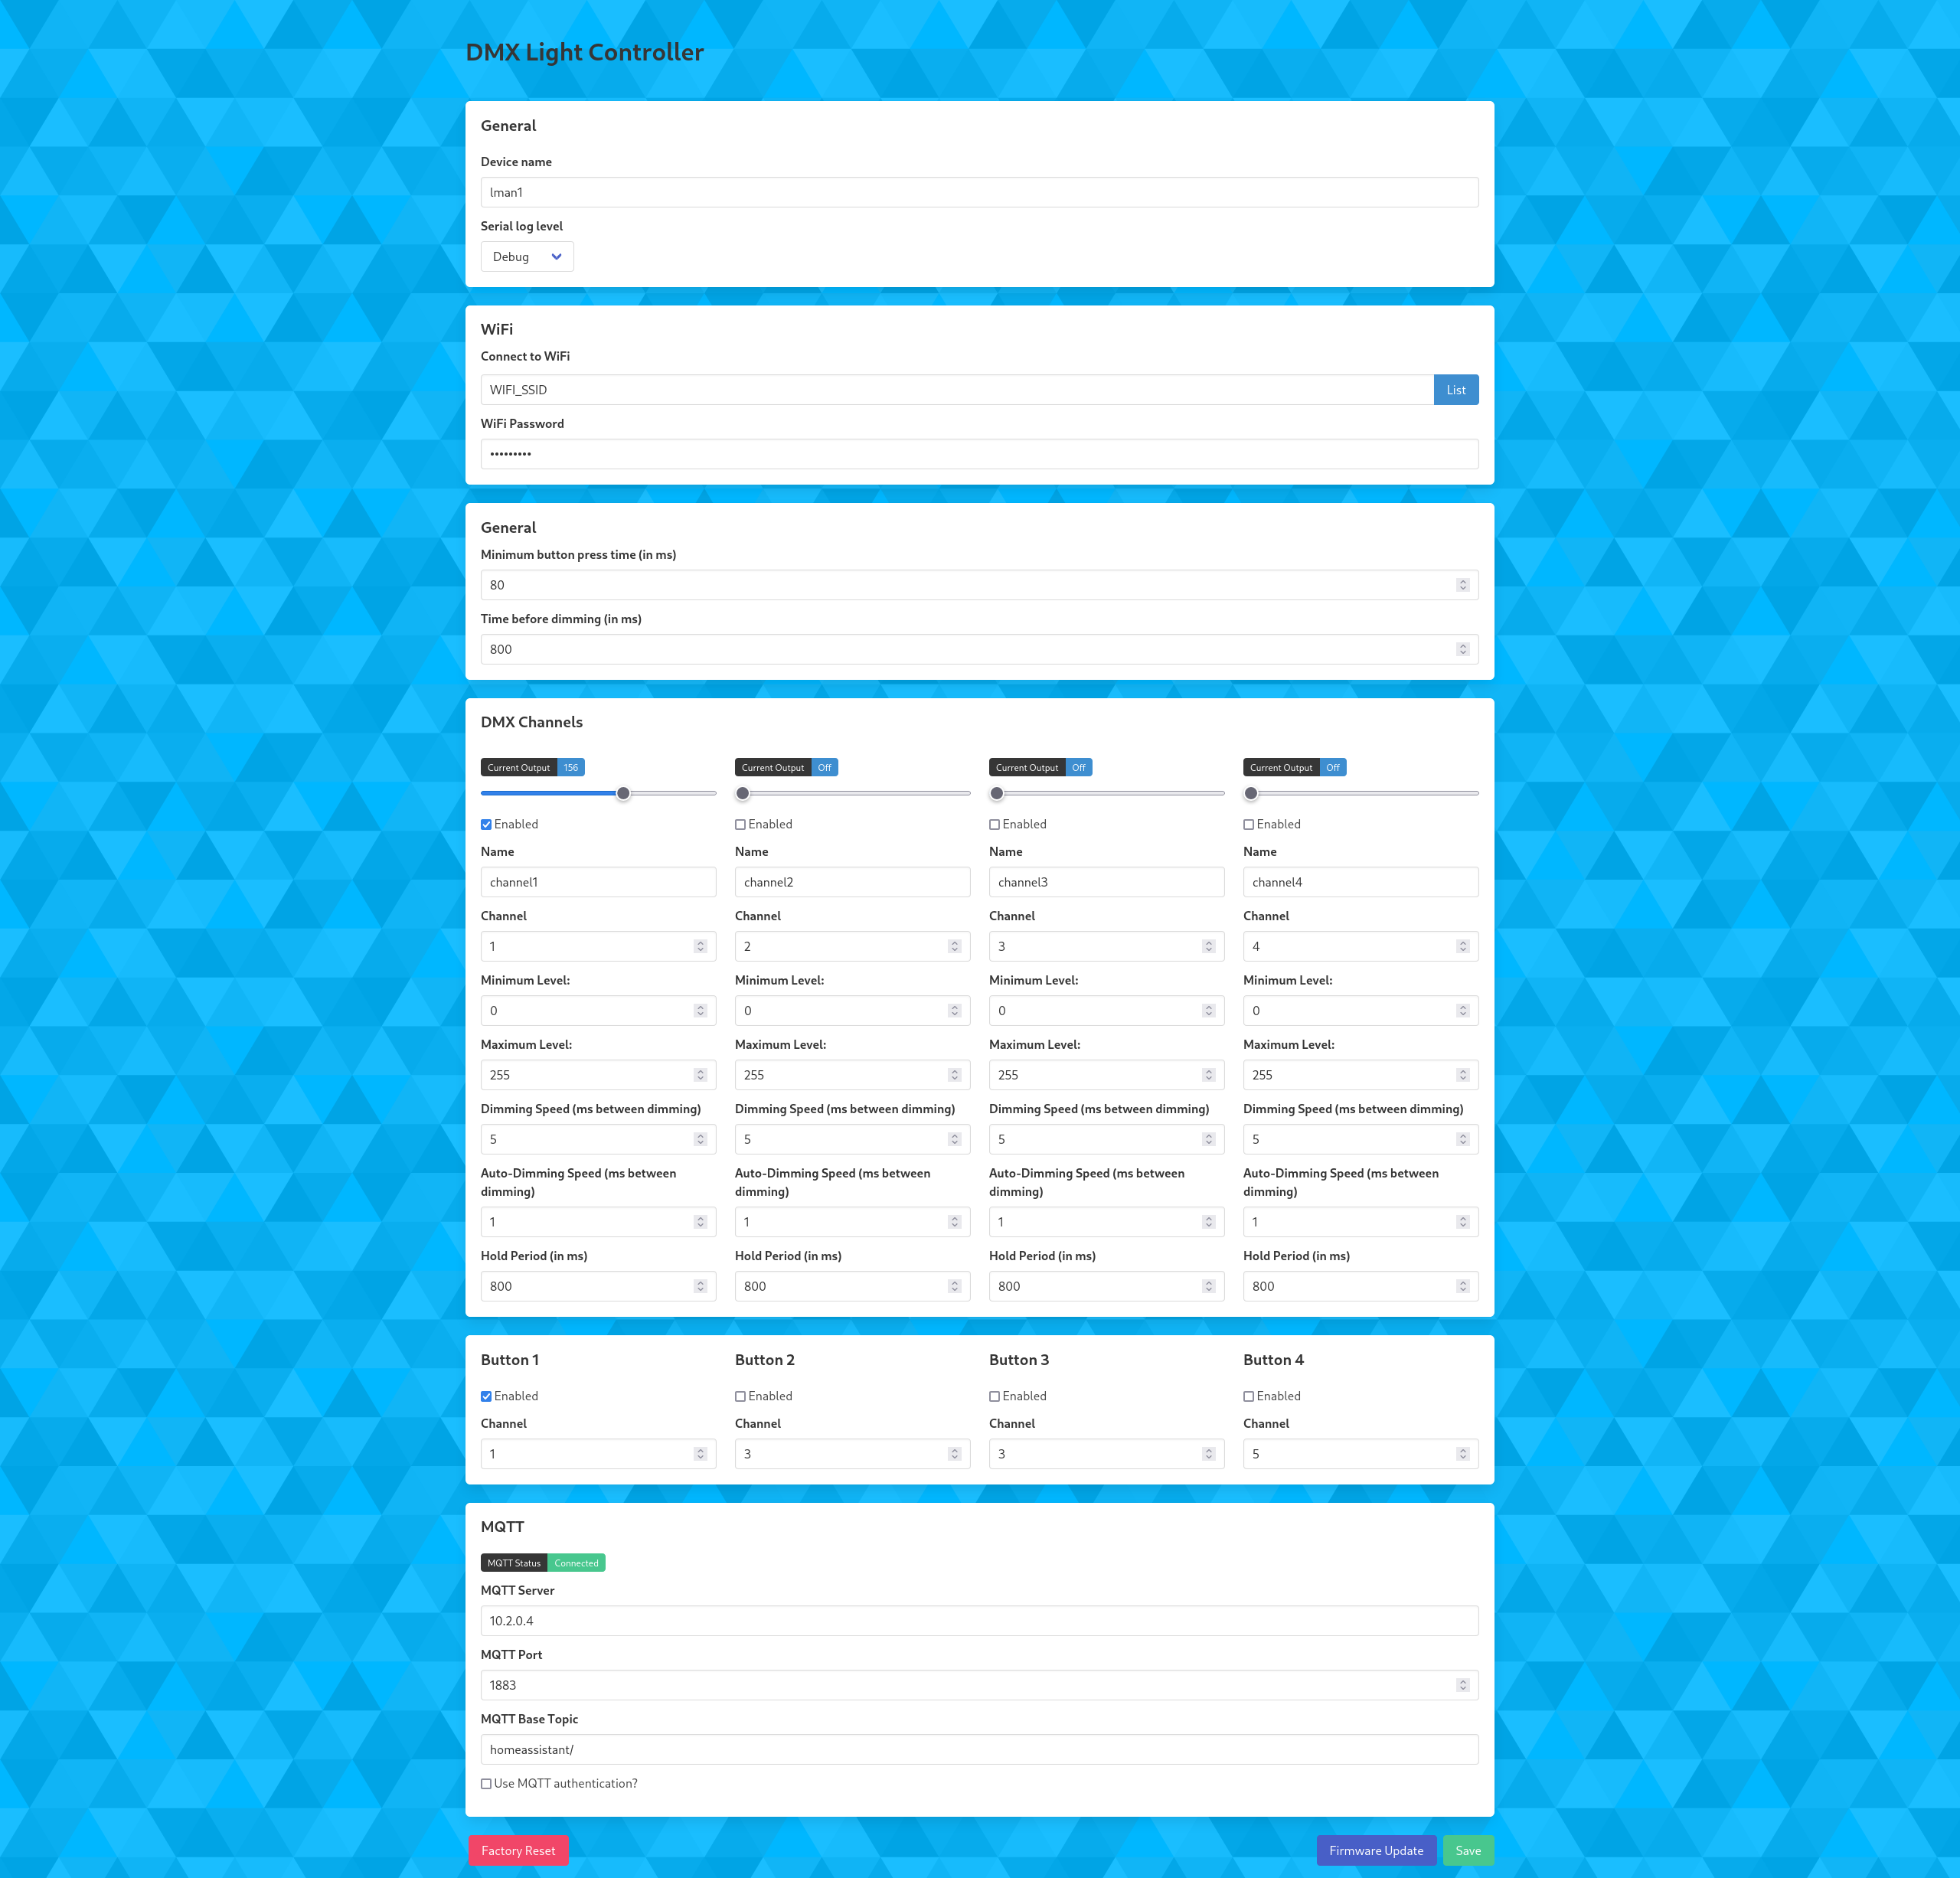 DMX Light Controller
General
Device name
lman1
Serial log level
Debug
WiFi
Connect to WiFi
WIFI_SSID List
WiFi Password
•••••••••
General
Minimum button press time (in ms)
80
Time before dimming (in ms)
800
DMX Channels
Current Output 156 Current Output Off Current Output Off Current Output Off
Enabled Enabled Enabled Enabled
Name Name Name Name
channel1 channel2 channel3 channel4
Channel Channel Channel Channel
1 2 3 4
Minimum Level: Minimum Level: Minimum Level: Minimum Level:
0 0 0 0
Maximum Level: Maximum Level: Maximum Level: Maximum Level:
255 255 255 255
Dimming Speed (ms between dimming) Dimming Speed (ms between dimming) Dimming Speed (ms between dimming) Dimming Speed (ms between dimming)
5 5 5 5
Auto-Dimming Speed (ms between Auto-Dimming Speed (ms between Auto-Dimming Speed (ms between Auto-Dimming Speed (ms between
dimming) dimming) dimming) dimming)
1 1 1 1
Hold Period (in ms) Hold Period (in ms) Hold Period (in ms) Hold Period (in ms)
800 800 800 800
Button 1 Button 2 Button 3 Button 4
Enabled Enabled Enabled Enabled
Channel Channel Channel Channel
1 3 3 5
MQTT
MQTT Status Connected
MQTT Server
10.2.0.4
MQTT Port
1883
MQTT Base Topic
homeassistant/
Use MQTT authentication?
Factory Reset Firmware Update Save